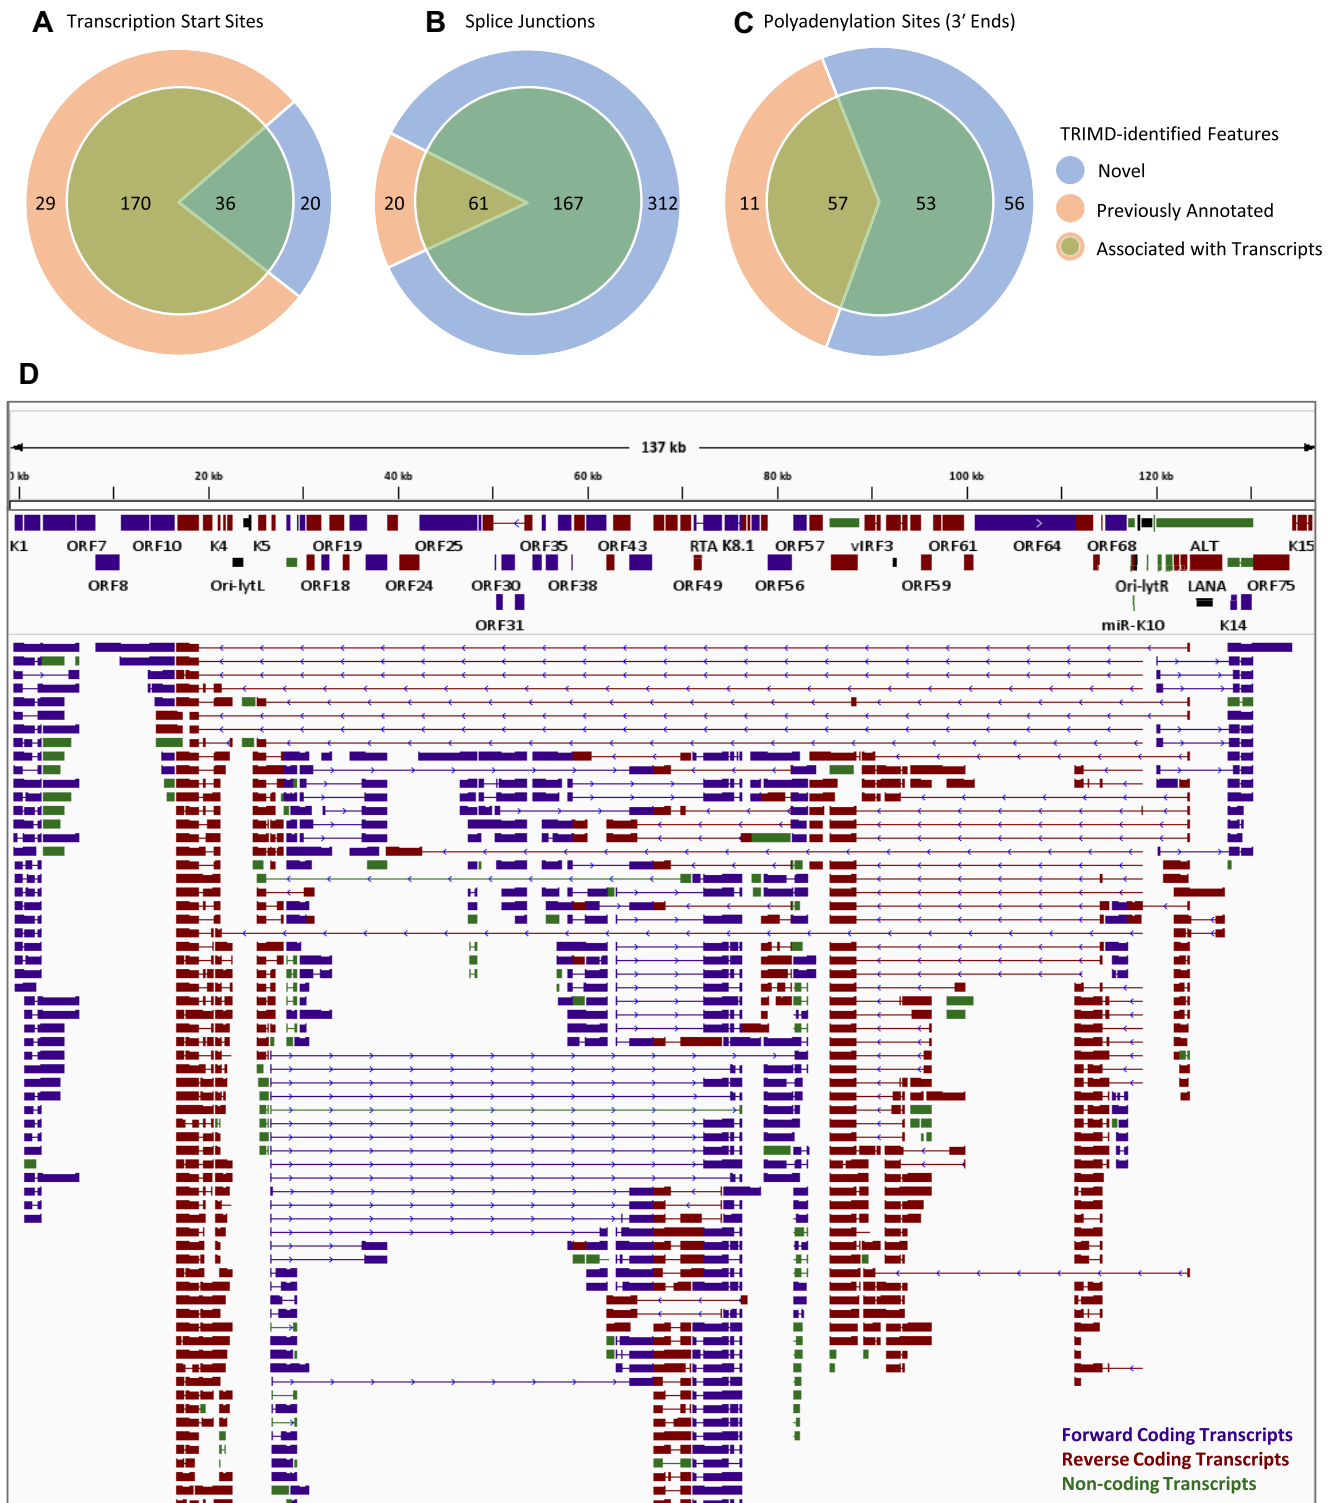 A Transcription Start Sites
29 170 36 20
B Splice Junctions
20 61 167 312
C Polyadenylation Sites (3′ Ends)
11 57 53 56
TRIMD-identified Features
Novel
Previously Annotated
Associated with Transcripts
D
137 kb
0 kb 20 kb 40 kb 60 kb 80 kb 100 kb 120 kb
K1 ORF7 ORF10 K4 K5 ORF19 ORF25 ORF35 ORF43 RTA K8.1 ORF57 vIRF3 ORF61 ORF64 ORF68 ALT K15
ORF8 Ori-lytL ORF18 ORF24 ORF30 ORF38 ORF49 ORF56 ORF59 Ori-lytR LANA ORF75
ORF31 miR-K10 K14
Forward Coding Transcripts
Reverse Coding Transcripts
Non-coding Transcripts